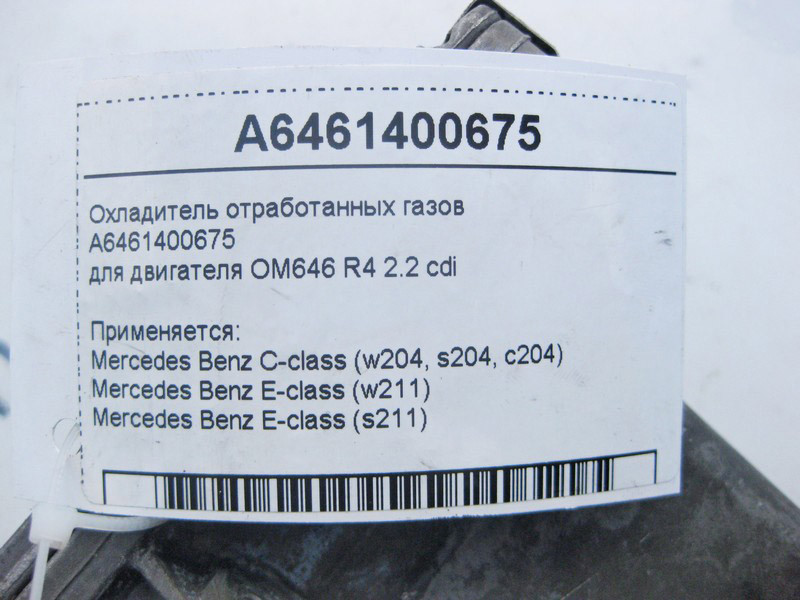 A6461400675
Охладитель отработанных газов
A6461400675
для двигателя OM646 R4 2.2 cdi
Применяется:
Mercedes Benz C-class (w204, s204, c204)
Mercedes Benz E-class (w211)
Mercedes Benz E-class (s211)